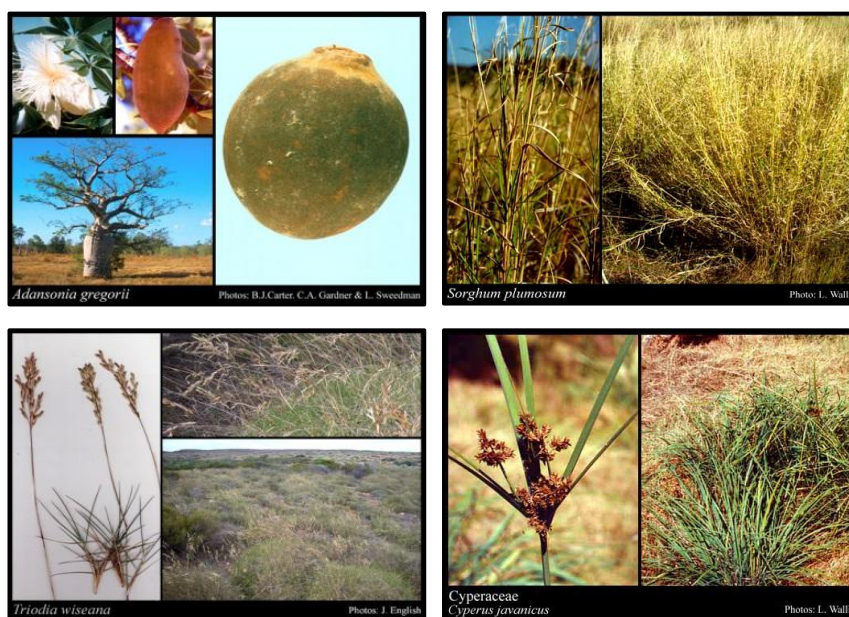 Adansonia gregorii
Photos: B.J.Carter, C.A. Gardner & L. Sweedman
Sorghum plumosum
Photo: L. Wall
Triodia wiseana
Photos: J. English
Cyperaceae
Cyperus javanicus
Photos: L. Wall